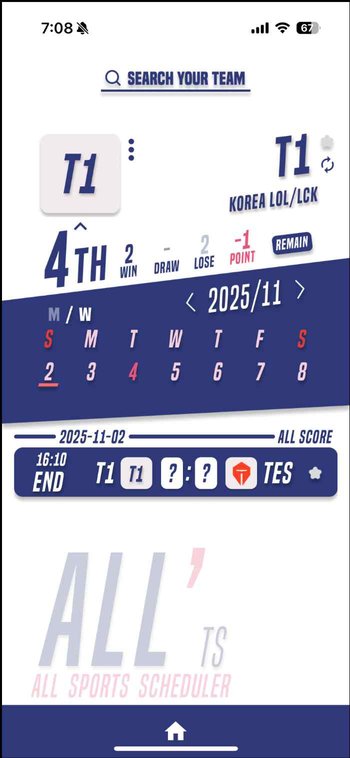 7:08
67
SEARCH YOUR TEAM
T1
T1
KOREA LOL/LCK
4TH
2 WIN - DRAW 2 LOSE -1 POINT REMAIN
M / W
< 2025/11 >
S M T W T F S
2 3 4 5 6 7 8
2025-11-02 ALL SCORE
16:10
END T1 T1 ? : ? TES
ALL'
TS
ALL SPORTS SCHEDULER